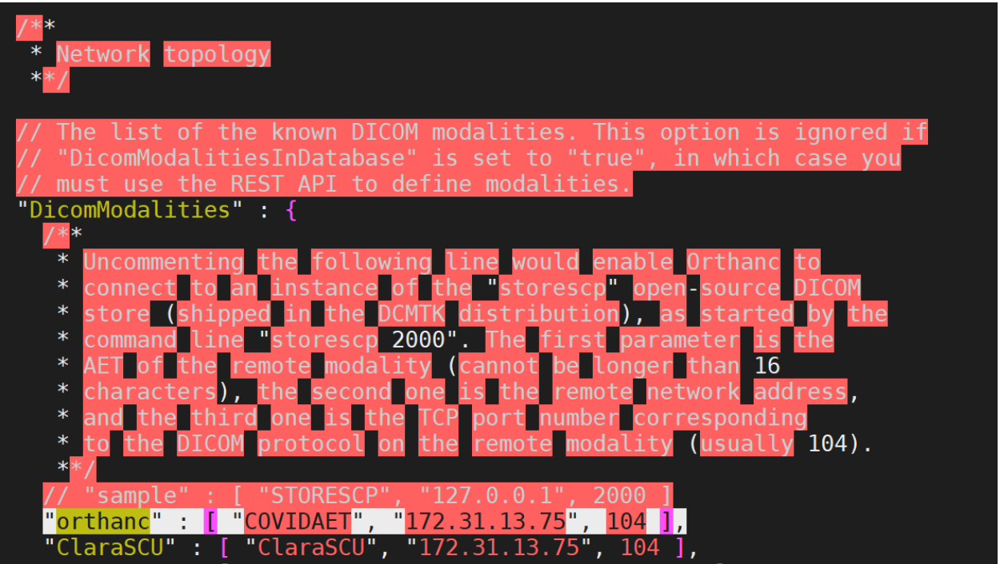 /**
 * Network topology
 **/

// The list of the known DICOM modalities. This option is ignored if
// "DicomModalitiesInDatabase" is set to "true", in which case you
// must use the REST API to define modalities.
"DicomModalities" : {
  /**
   * Uncommenting the following line would enable Orthanc to
   * connect to an instance of the "storescp" open-source DICOM
   * store (shipped in the DCMTK distribution), as started by the
   * command line "storescp 2000". The first parameter is the
   * AET of the remote modality (cannot be longer than 16
   * characters), the second one is the remote network address,
   * and the third one is the TCP port number corresponding
   * to the DICOM protocol on the remote modality (usually 104).
   **/
  // "sample" : [ "STORESCP", "127.0.0.1", 2000 ]
  "orthanc" : [ "COVIDAET", "172.31.13.75", 104 ],
  "ClaraSCU" : [ "ClaraSCU", "172.31.13.75", 104 ],